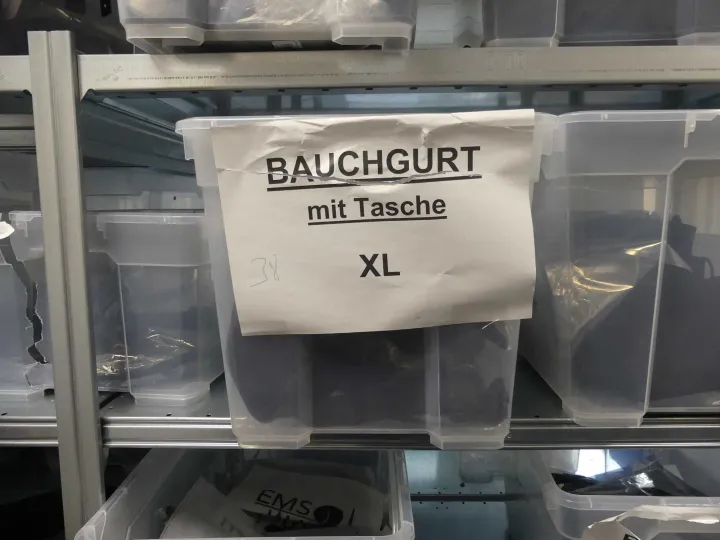 BAUCHGURT
mit Tasche
XL
EMS